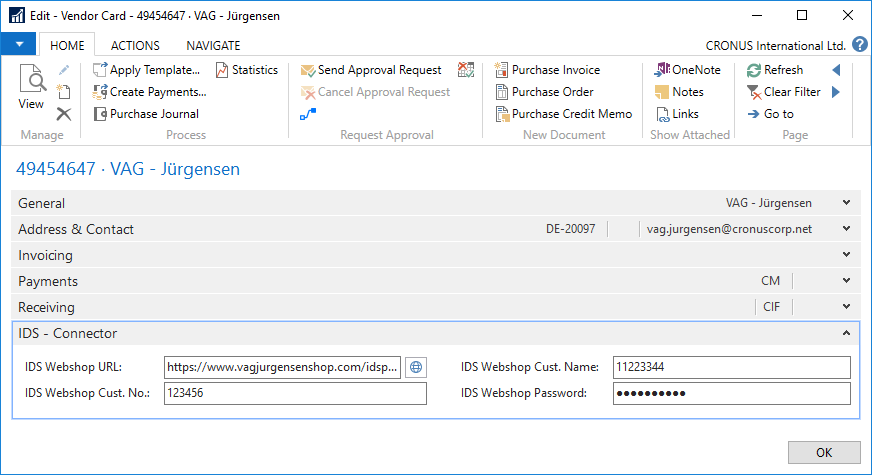 Edit - Vendor Card - 49454647 · VAG - Jürgensen
HOME ACTIONS NAVIGATE CRONUS International Ltd. ?
View
Manage
Apply Template...
Create Payments...
Purchase Journal
Statistics
Process
Send Approval Request
Cancel Approval Request
Request Approval
Purchase Invoice
Purchase Order
Purchase Credit Memo
New Document
OneNote
Notes
Links
Show Attached
Refresh
Clear Filter
Go to
Page
49454647 · VAG - Jürgensen
General VAG - Jürgensen
Address & Contact DE-20097 vag.jurgensen@cronuscorp.net
Invoicing
Payments CM
Receiving CIF
IDS - Connector
IDS Webshop URL: https://www.vagjurgensenshop.com/idsp... IDS Webshop Cust. Name: 11223344
IDS Webshop Cust. No.: 123456 IDS Webshop Password: ●●●●●●●●●●
OK